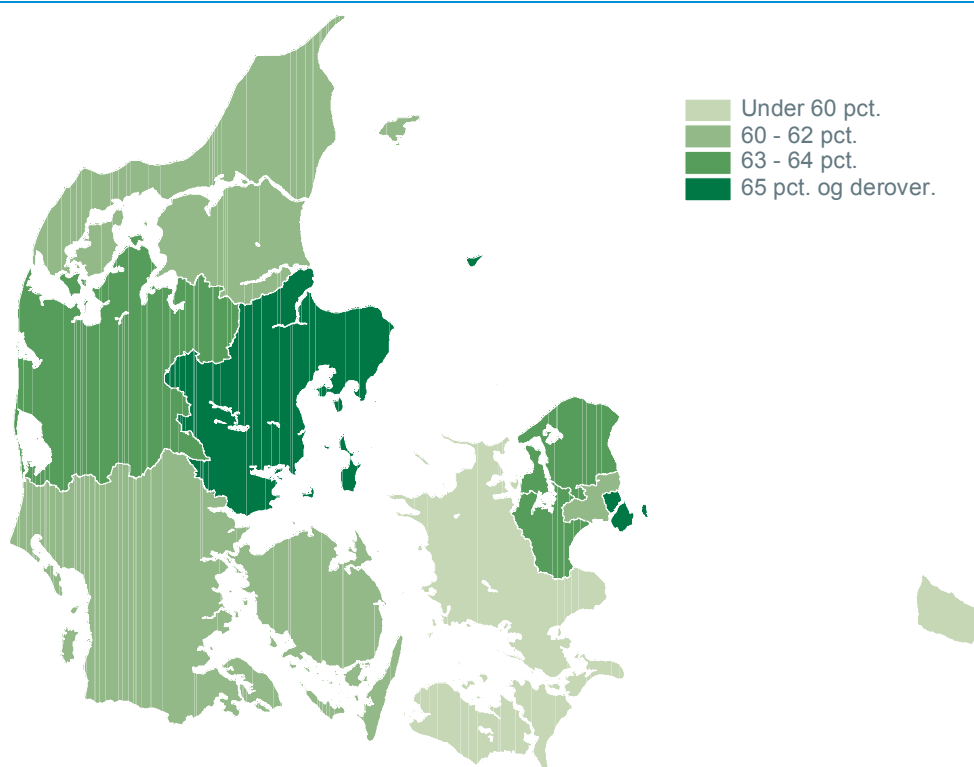 Under 60 pct.
60 - 62 pct.
63 - 64 pct.
65 pct. og derover.